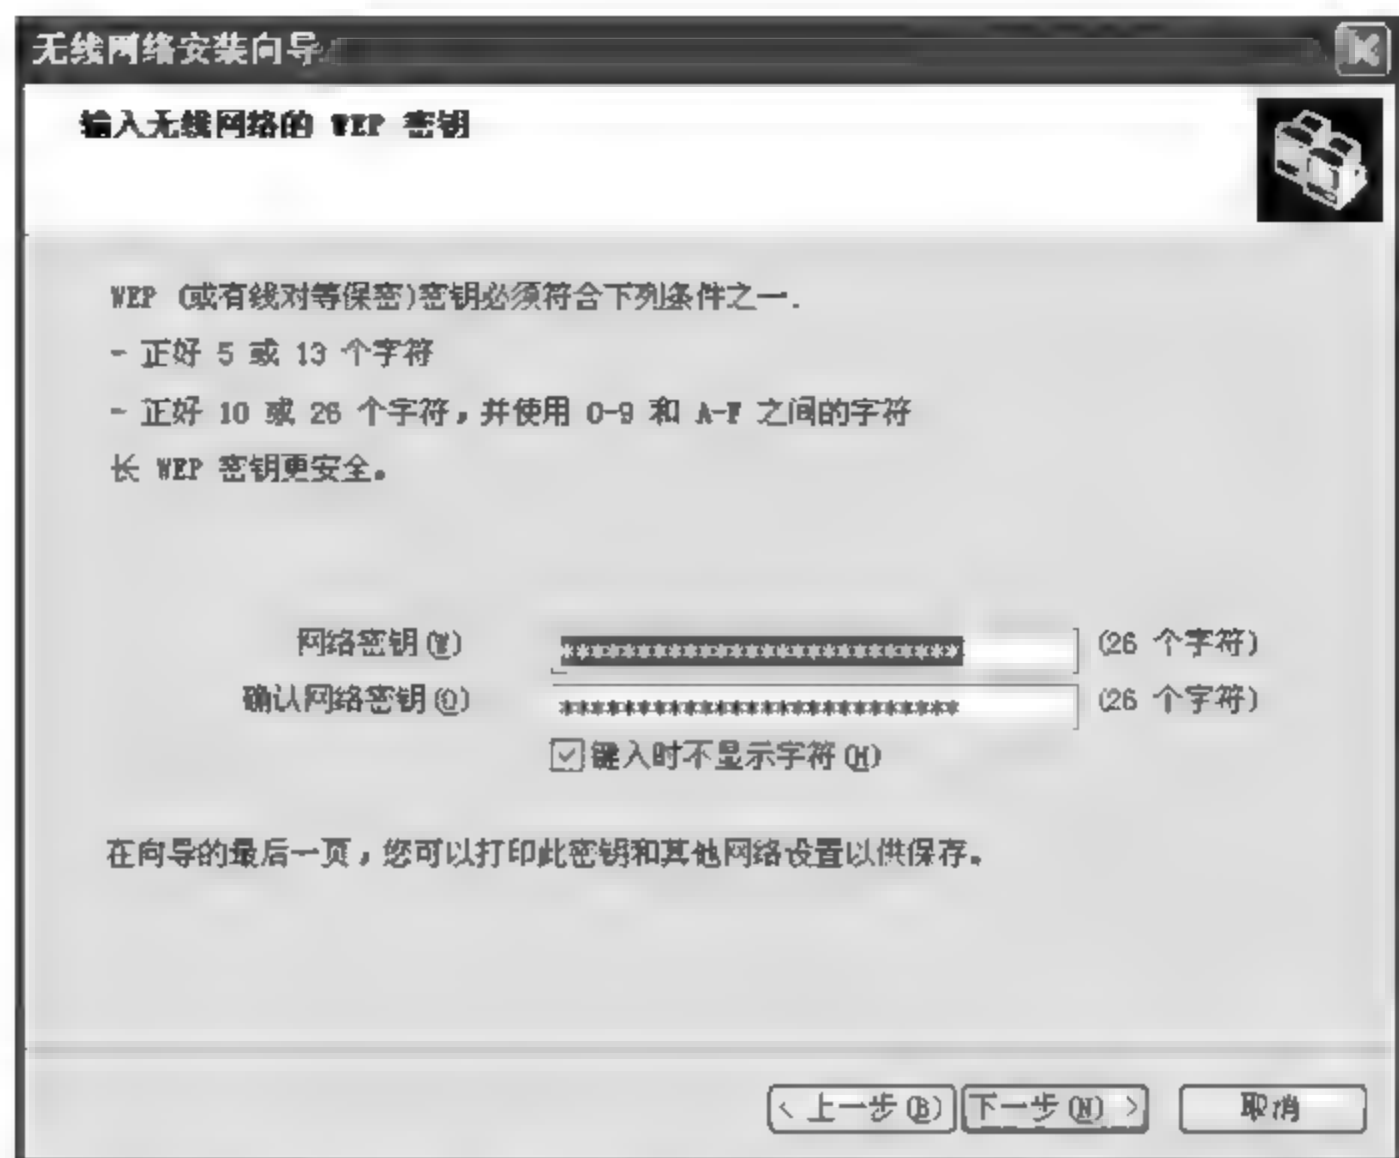 无线网络安装向导
输入无线网络的 WEP 密钥
WEP (或有线对等保密)密钥必须符合下列条件之一.
- 正好 5 或 13 个字符
- 正好 10 或 26 个字符，并使用 0-9 和 A-F 之间的字符
长 WEP 密钥更安全。
网络密钥(W) ************************** (26 个字符)
确认网络密钥(O) ************************** (26 个字符)
键入时不显示字符(H)
在向导的最后一页，您可以打印此密钥和其他网络设置以供保存。
< 上一步(B) 下一步(N) > 取消